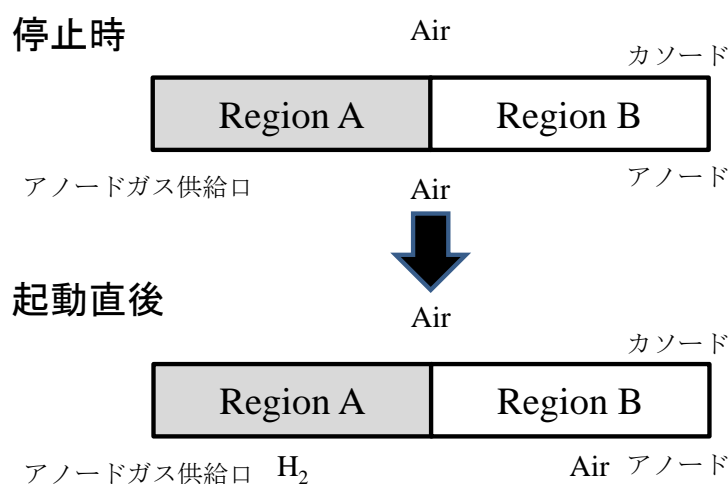 停止時
Air
カソード
Region A
Region B
アノードガス供給口
Air
アノード
起動直後
Air
カソード
Region A
Region B
アノードガス供給口
H₂
Air
アノード